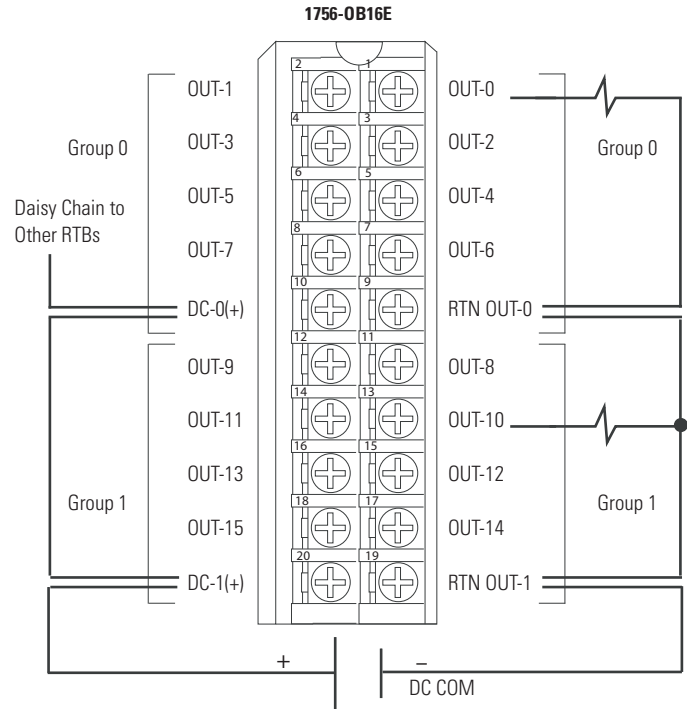 1756-OB16E
2 1
OUT-1 OUT-0
4 3
Group 0 OUT-3 OUT-2 Group 0
6 5
OUT-5 OUT-4
Daisy Chain to
Other RTBs
8 7
OUT-7 OUT-6
10 9
DC-0(+) RTN OUT-0
12 11
OUT-9 OUT-8
14 13
OUT-11 OUT-10
16 15
OUT-13 OUT-12
18 17
Group 1 OUT-15 OUT-14 Group 1
20 19
DC-1(+) RTN OUT-1
+ –
DC COM